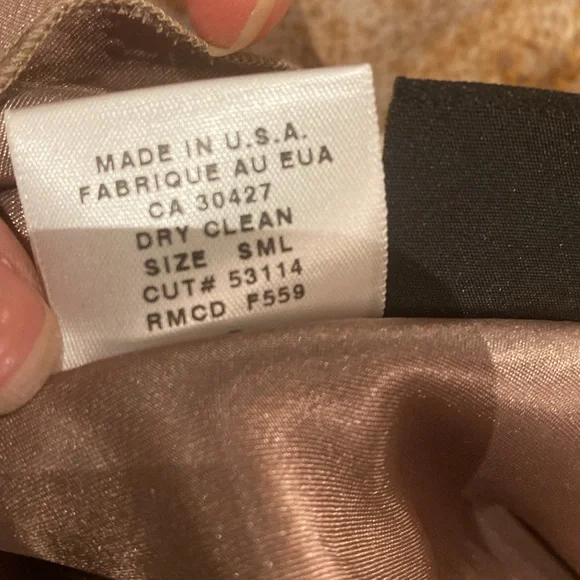 MADE IN U.S.A.
FABRIQUE AU EUA
CA 30427
DRY CLEAN
SIZE SML
CUT# 53114
RMCD F559